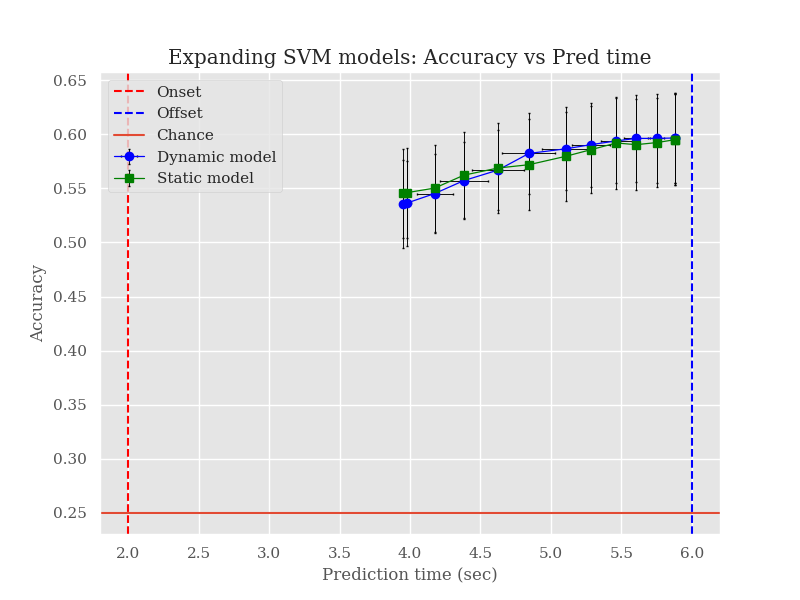 Expanding SVM models: Accuracy vs Pred time
Onset
Offset
Chance
Dynamic model
Static model
Accuracy
0.65
0.60
0.55
0.50
0.45
0.40
0.35
0.30
0.25
2.0 2.5 3.0 3.5 4.0 4.5 5.0 5.5 6.0
Prediction time (sec)